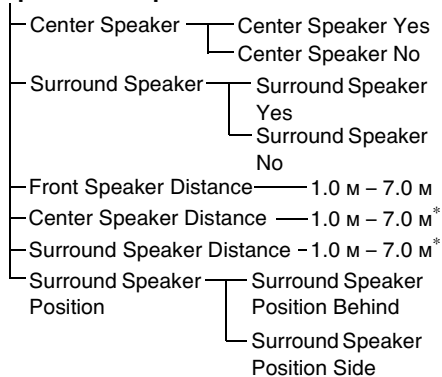 Center Speaker Center Speaker Yes
Center Speaker No
Surround Speaker Surround Speaker
Yes
Surround Speaker
No
Front Speaker Distance 1.0 м – 7.0 м
Center Speaker Distance 1.0 м – 7.0 м*
Surround Speaker Distance 1.0 м – 7.0 м*
Surround Speaker Surround Speaker
Position Position Behind
Surround Speaker
Position Side